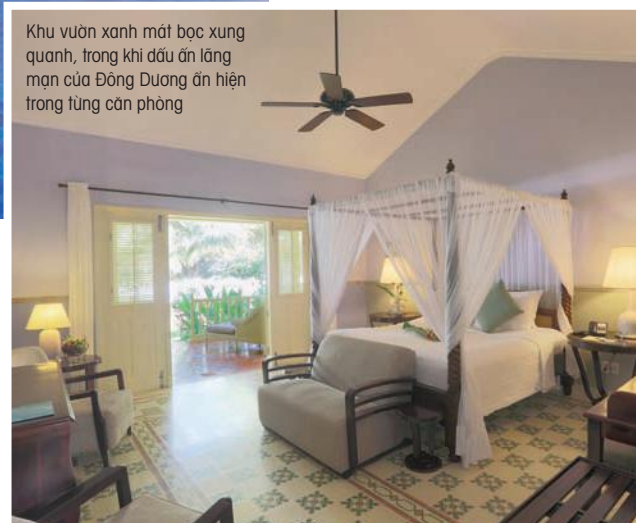 Khu vườn xanh mát bọc xung
quanh, trong khi dấu ấn lãng
mạn của Đông Dương ẩn hiện
trong từng căn phòng